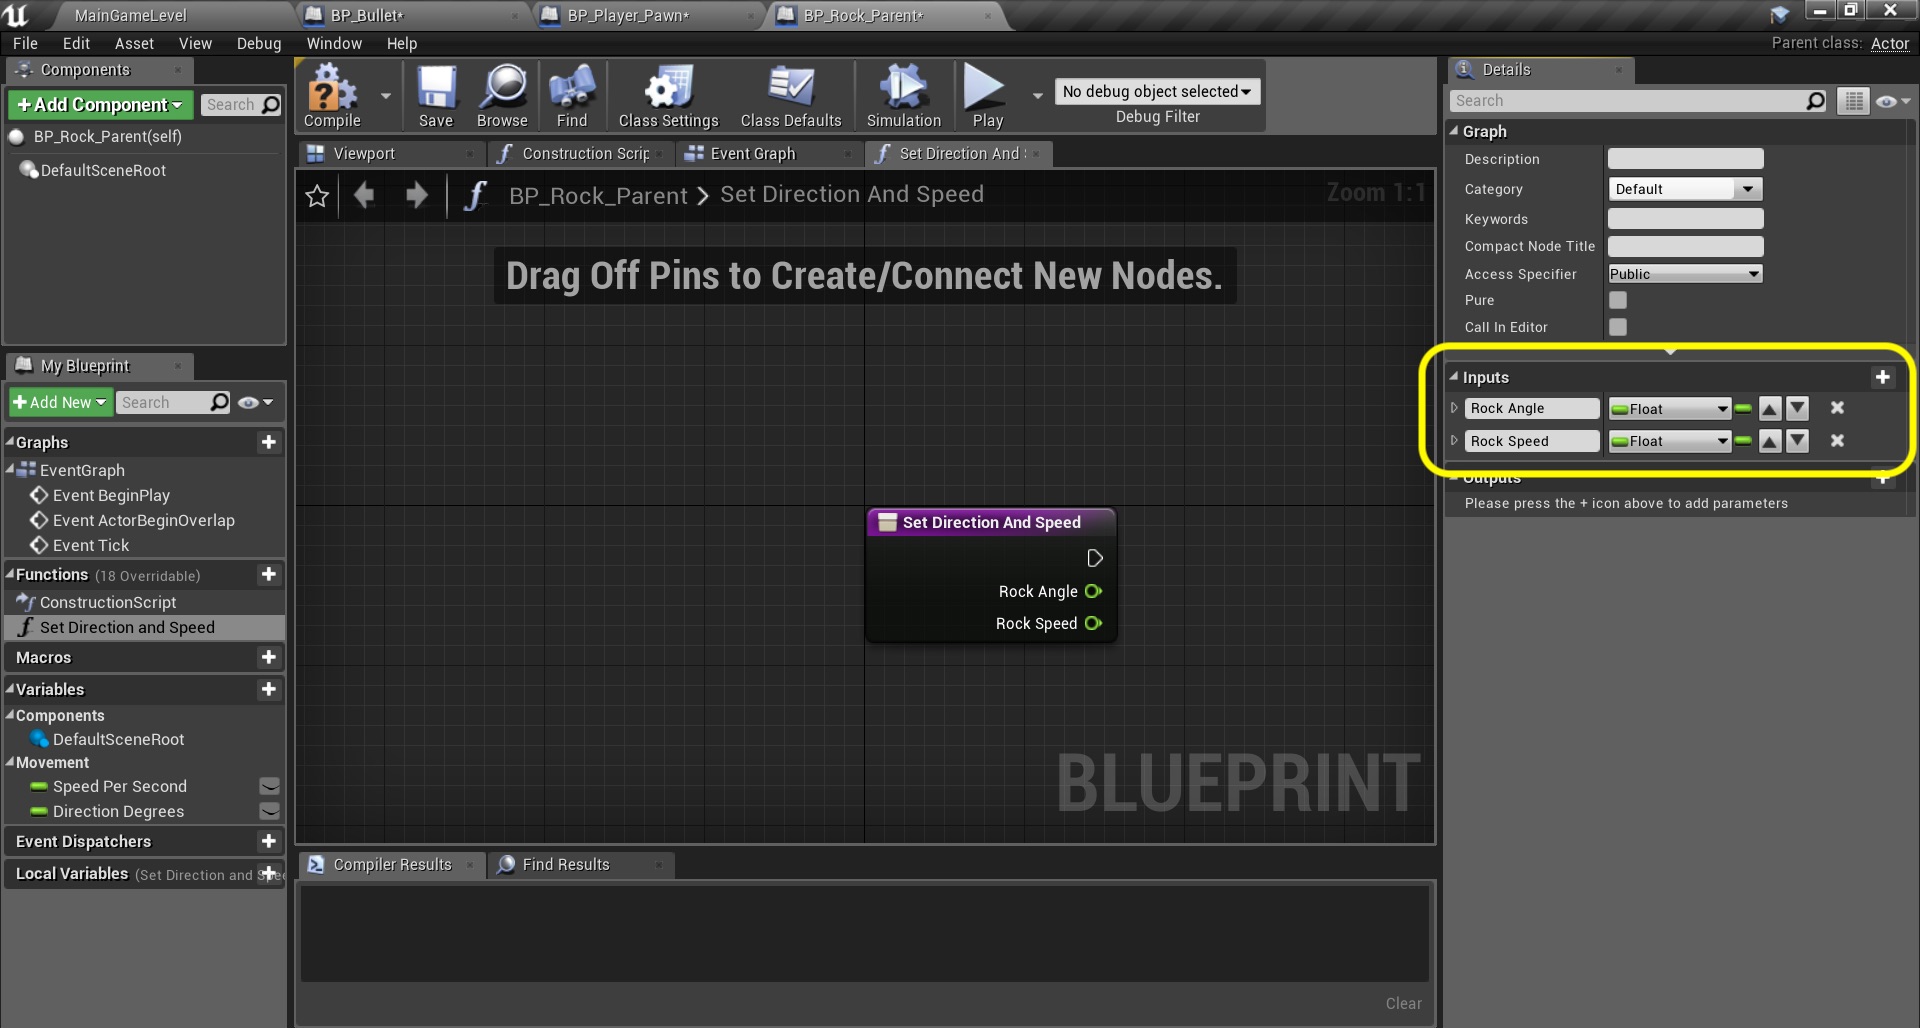 MainGameLevel
BP_Bullet*
BP_Player_Pawn*
BP_Rock_Parent*
File Edit Asset View Debug Window Help
Parent class: Actor
Components
+Add Component
Search
BP_Rock_Parent(self)
DefaultSceneRoot
Compile
Save
Browse
Find
Class Settings
Class Defaults
Simulation
Play
No debug object selected
Debug Filter
Viewport
Construction Scrip
Event Graph
Set Direction And
BP_Rock_Parent > Set Direction And Speed
Zoom 1:1
Drag Off Pins to Create/Connect New Nodes.
Set Direction And Speed
Rock Angle
Rock Speed
BLUEPRINT
My Blueprint
+Add New
Search
Graphs
EventGraph
Event BeginPlay
Event ActorBeginOverlap
Event Tick
Functions (18 Overridable)
ConstructionScript
Set Direction and Speed
Macros
Variables
Components
DefaultSceneRoot
Movement
Speed Per Second
Direction Degrees
Event Dispatchers
Local Variables (Set Direction and Spee
Compiler Results
Find Results
Clear
Details
Search
Graph
Description
Category Default
Keywords
Compact Node Title
Access Specifier Public
Pure
Call In Editor
Inputs
Rock Angle Float
Rock Speed Float
Outputs
Please press the + icon above to add parameters